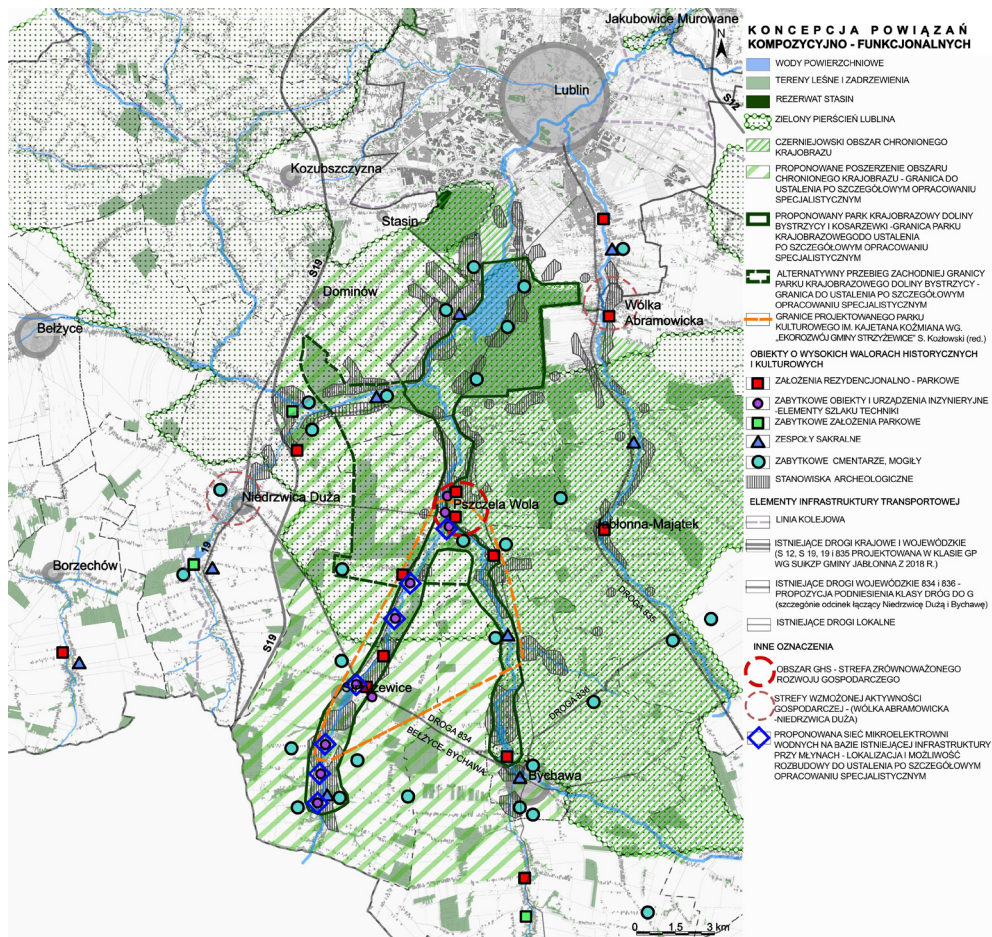 Jakubowice Murowane
N
Lublin
S12
Kozubszczyzna
Stasin
S19
Dominów
Wólka
Abramowicka
Bełżyce
Niedrzwica Duża
Pszczela Wola
Jabłonna-Majątek
19
Borzechów
DROGA 835
S19
Strzyżewice
DROGA 834
DROGA 836
BEŁŻYCE, BYCHAWA
Bychawa
0 1,5 3 km
KONCEPCJA POWIĄZAŃ
KOMPOZYCYJNO - FUNKCJONALNYCH
WODY POWIERZCHNIOWE
TERENY LEŚNE I ZADRZEWIENIA
REZERWAT STASIN
ZIELONY PIERŚCIEŃ LUBLINA
CZERNIEJOWSKI OBSZAR CHRONIONEGO
KRAJOBRAZU
PROPONOWANE POSZERZENIE OBSZARU
CHRONIONEGO KRAJOBRAZU - GRANICA DO
USTALENIA PO SZCZEGÓŁOWYM OPRACOWANIU
SPECJALISTYCZNYM
PROPONOWANY PARK KRAJOBRAZOWY DOLINY
BYSTRZYCY I KOSARZEWKI -GRANICA PARKU
KRAJOBRAZOWEGODO USTALENIA
PO SZCZEGÓŁOWYM OPRACOWANIU
SPECJALISTYCZNYM
ALTERNATYWNY PRZEBIEG ZACHODNIEJ GRANICY
PARKU KRAJOBRAZOWEGO DOLINY BYSTRZYCY -
GRANICA DO USTALENIA PO SZCZEGÓŁOWYM
OPRACOWANIU SPECJALISTYCZNYM
GRANICE PROJEKTOWANEGO PARKU
KULTUROWEGO IM. KAJETANA KOŹMIANA WG.
„EKOROZWÓJ GMINY STRZYŻEWICE" S. Kozłowski (red.)
OBIEKTY O WYSOKICH WALORACH HISTORYCZNYCH
I KULTUROWYCH
ZAŁOŻENIA REZYDENCJONALNO - PARKOWE
ZABYTKOWE OBIEKTY I URZĄDZENIA INŻYNIERYJNE
-ELEMENTY SZLAKU TECHNIKI
ZABYTKOWE ZAŁOŻENIA PARKOWE
ZESPOŁY SAKRALNE
ZABYTKOWE CMENTARZE, MOGIŁY
STANOWISKA ARCHEOLOGICZNE
ELEMENTY INFRASTRUKTURY TRANSPORTOWEJ
LINIA KOLEJOWA
ISTNIEJĄCE DROGI KRAJOWE I WOJEWÓDZKIE
(S 12, S 19, 19 i 835 PROJEKTOWANA W KLASIE GP
WG SUIKZP GMINY JABŁONNA Z 2018 R.)
ISTNIEJĄCE DROGI WOJEWÓDZKIE 834 i 836 -
PROPOZYCJA PODNIESIENIA KLASY DRÓG DO G
(szczegónie odcinek łączący Niedrzwicę Dużą i Bychawę)
ISTNIEJĄCE DROGI LOKALNE
INNE OZNACZENIA
OBSZAR GHS - STREFA ZRÓWNOWAŻONEGO
ROZWOJU GOSPODARCZEGO
STREFY WZMOŻONEJ AKTYWNOŚCI
GOSPODARCZEJ - (WÓLKA ABRAMOWICKA
NIEDRZWICA DUŻA)
PROPONOWANA SIEĆ MIKROELEKTROWNI
WODNYCH NA BAZIE ISTNIEJĄCEJ INFRASTRUKTURY
PRZY MŁYNACH - LOKALIZACJA I MOŻLIWOŚĆ
ROZBUDOWY DO USTALENIA PO SZCZEGÓŁOWYM
OPRACOWANIU SPECJALISTYCZNYM